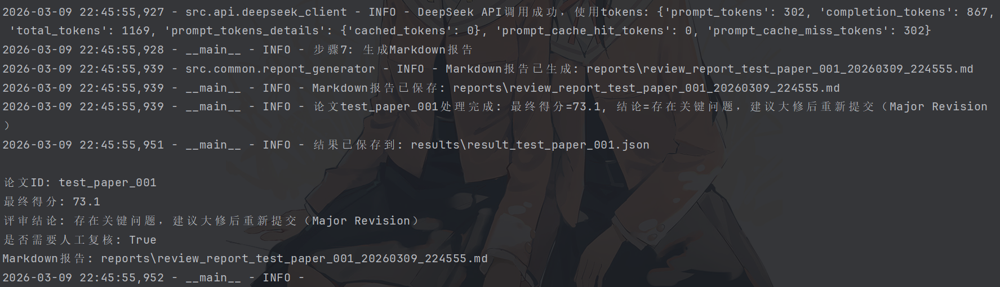 2026-03-09 22:45:55,927 - src.api.deepseek_client - INFO - DeepSeek API调用成功，使用tokens: {'prompt_tokens': 302, 'completion_tokens': 867,
 'total_tokens': 1169, 'prompt_tokens_details': {'cached_tokens': 0}, 'prompt_cache_hit_tokens': 0, 'prompt_cache_miss_tokens': 302}
2026-03-09 22:45:55,928 - __main__ - INFO - 步骤7: 生成Markdown报告
2026-03-09 22:45:55,939 - src.common.report_generator - INFO - Markdown报告已生成: reports\review_report_test_paper_001_20260309_224555.md
2026-03-09 22:45:55,939 - __main__ - INFO - Markdown报告已保存: reports\review_report_test_paper_001_20260309_224555.md
2026-03-09 22:45:55,939 - __main__ - INFO - 论文test_paper_001处理完成: 最终得分=73.1, 结论=存在关键问题，建议大修后重新提交（Major Revision
）
2026-03-09 22:45:55,951 - __main__ - INFO - 结果已保存到: results\result_test_paper_001.json
论文ID: test_paper_001
最终得分: 73.1
评审结论: 存在关键问题，建议大修后重新提交（Major Revision）
是否需要人工复核: True
Markdown报告: reports\review_report_test_paper_001_20260309_224555.md
2026-03-09 22:45:55,952 - __main__ - INFO -